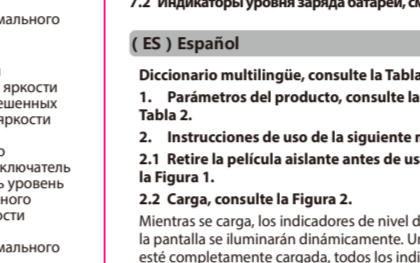 мального
яркости
ешенных
яркости
ключатель
ь уровень
ного
ости
мального
7.2 Индикаторы уровня заряда батареи, см
( ES ) Español
Diccionario multilingüe, consulte la Tabla
1. Parámetros del producto, consulte la
Tabla 2.
2. Instrucciones de uso de la siguiente
2.1 Retire la película aislante antes de us
la Figura 1.
2.2 Carga, consulte la Figura 2.
Mientras se carga, los indicadores de nivel d
la pantalla se iluminarán dinámicamente.
esté completamente cargada, todos los indi